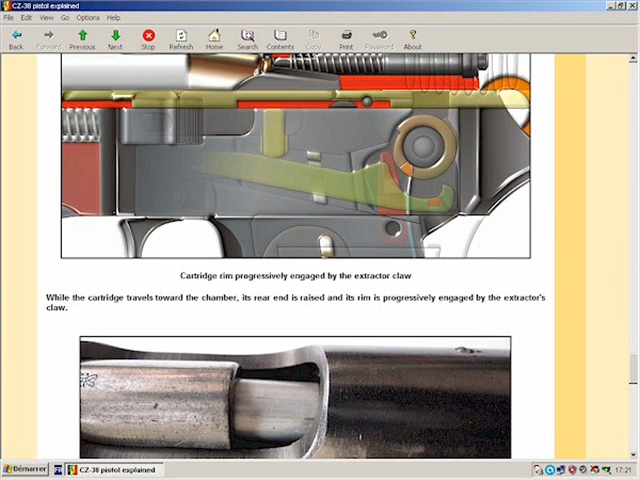 CZ-38 pistol explained
File Edit View Go Options Help
Back Forward Previous Next Stop Refresh Home Search Contents Copy Print Password About
Cartridge rim progressively engaged by the extractor claw
While the cartridge travels toward the chamber, its rear end is raised and its rim is progressively engaged by the extractor's
claw.
Démarrer CZ-38 pistol explained 17:21